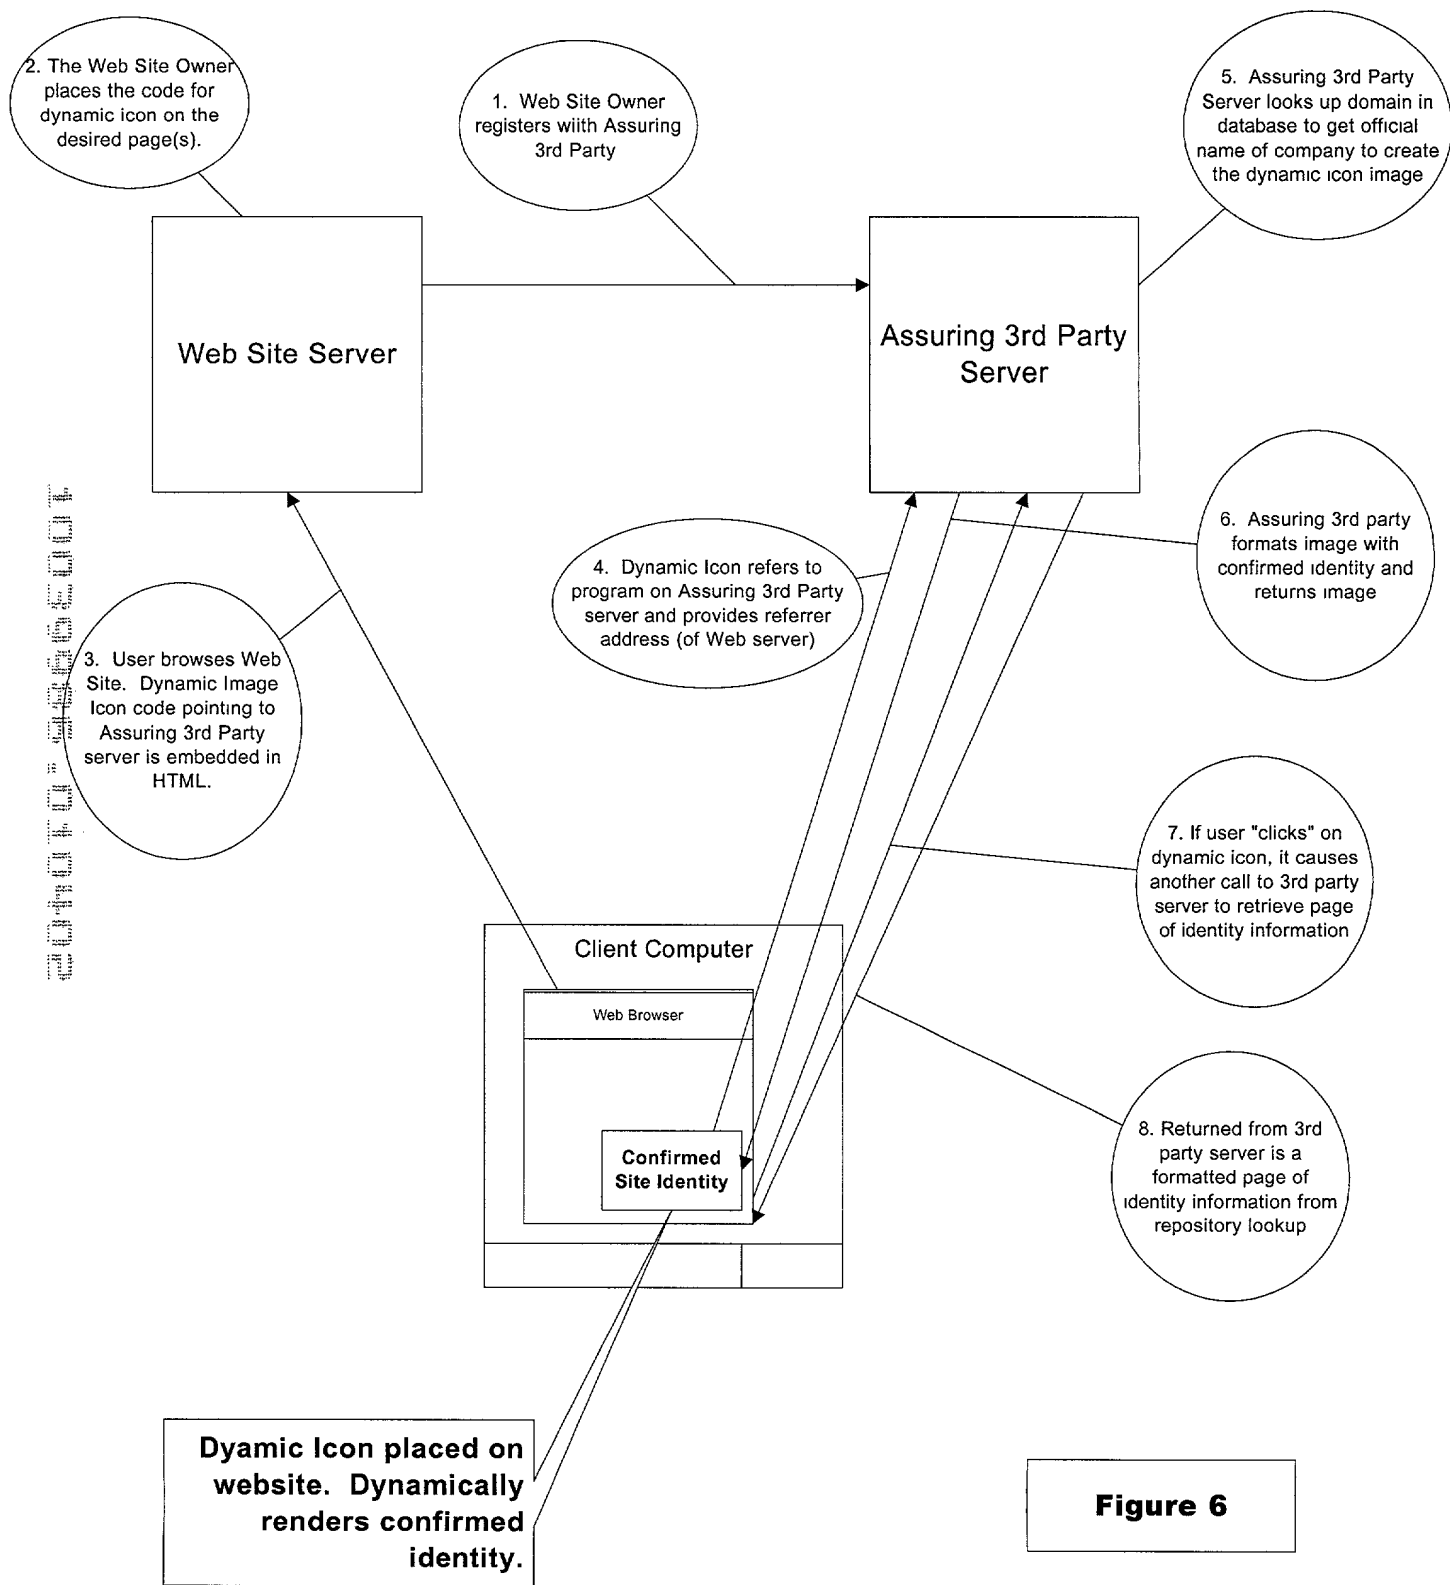 2. The Web Site Owner
places the code for
dynamic icon on the
desired page(s).
1. Web Site Owner
registers wiith Assuring
3rd Party
5. Assuring 3rd Party
Server looks up domain in
database to get official
name of company to create
the dynamic icon image
Web Site Server
Assuring 3rd Party
Server
4. Dynamic Icon refers to
program on Assuring 3rd Party
server and provides referrer
address (of Web server)
6. Assuring 3rd party
formats image with
confirmed identity and
returns image
3. User browses Web
Site. Dynamic Image
Icon code pointing to
Assuring 3rd Party
server is embedded in
HTML.
7. If user "clicks" on
dynamic icon, it causes
another call to 3rd party
server to retrieve page
of identity information
Client Computer
Web Browser
Confirmed
Site Identity
8. Returned from 3rd
party server is a
formatted page of
identity information from
repository lookup
Dyamic Icon placed on
website. Dynamically
renders confirmed
identity.
Figure 6